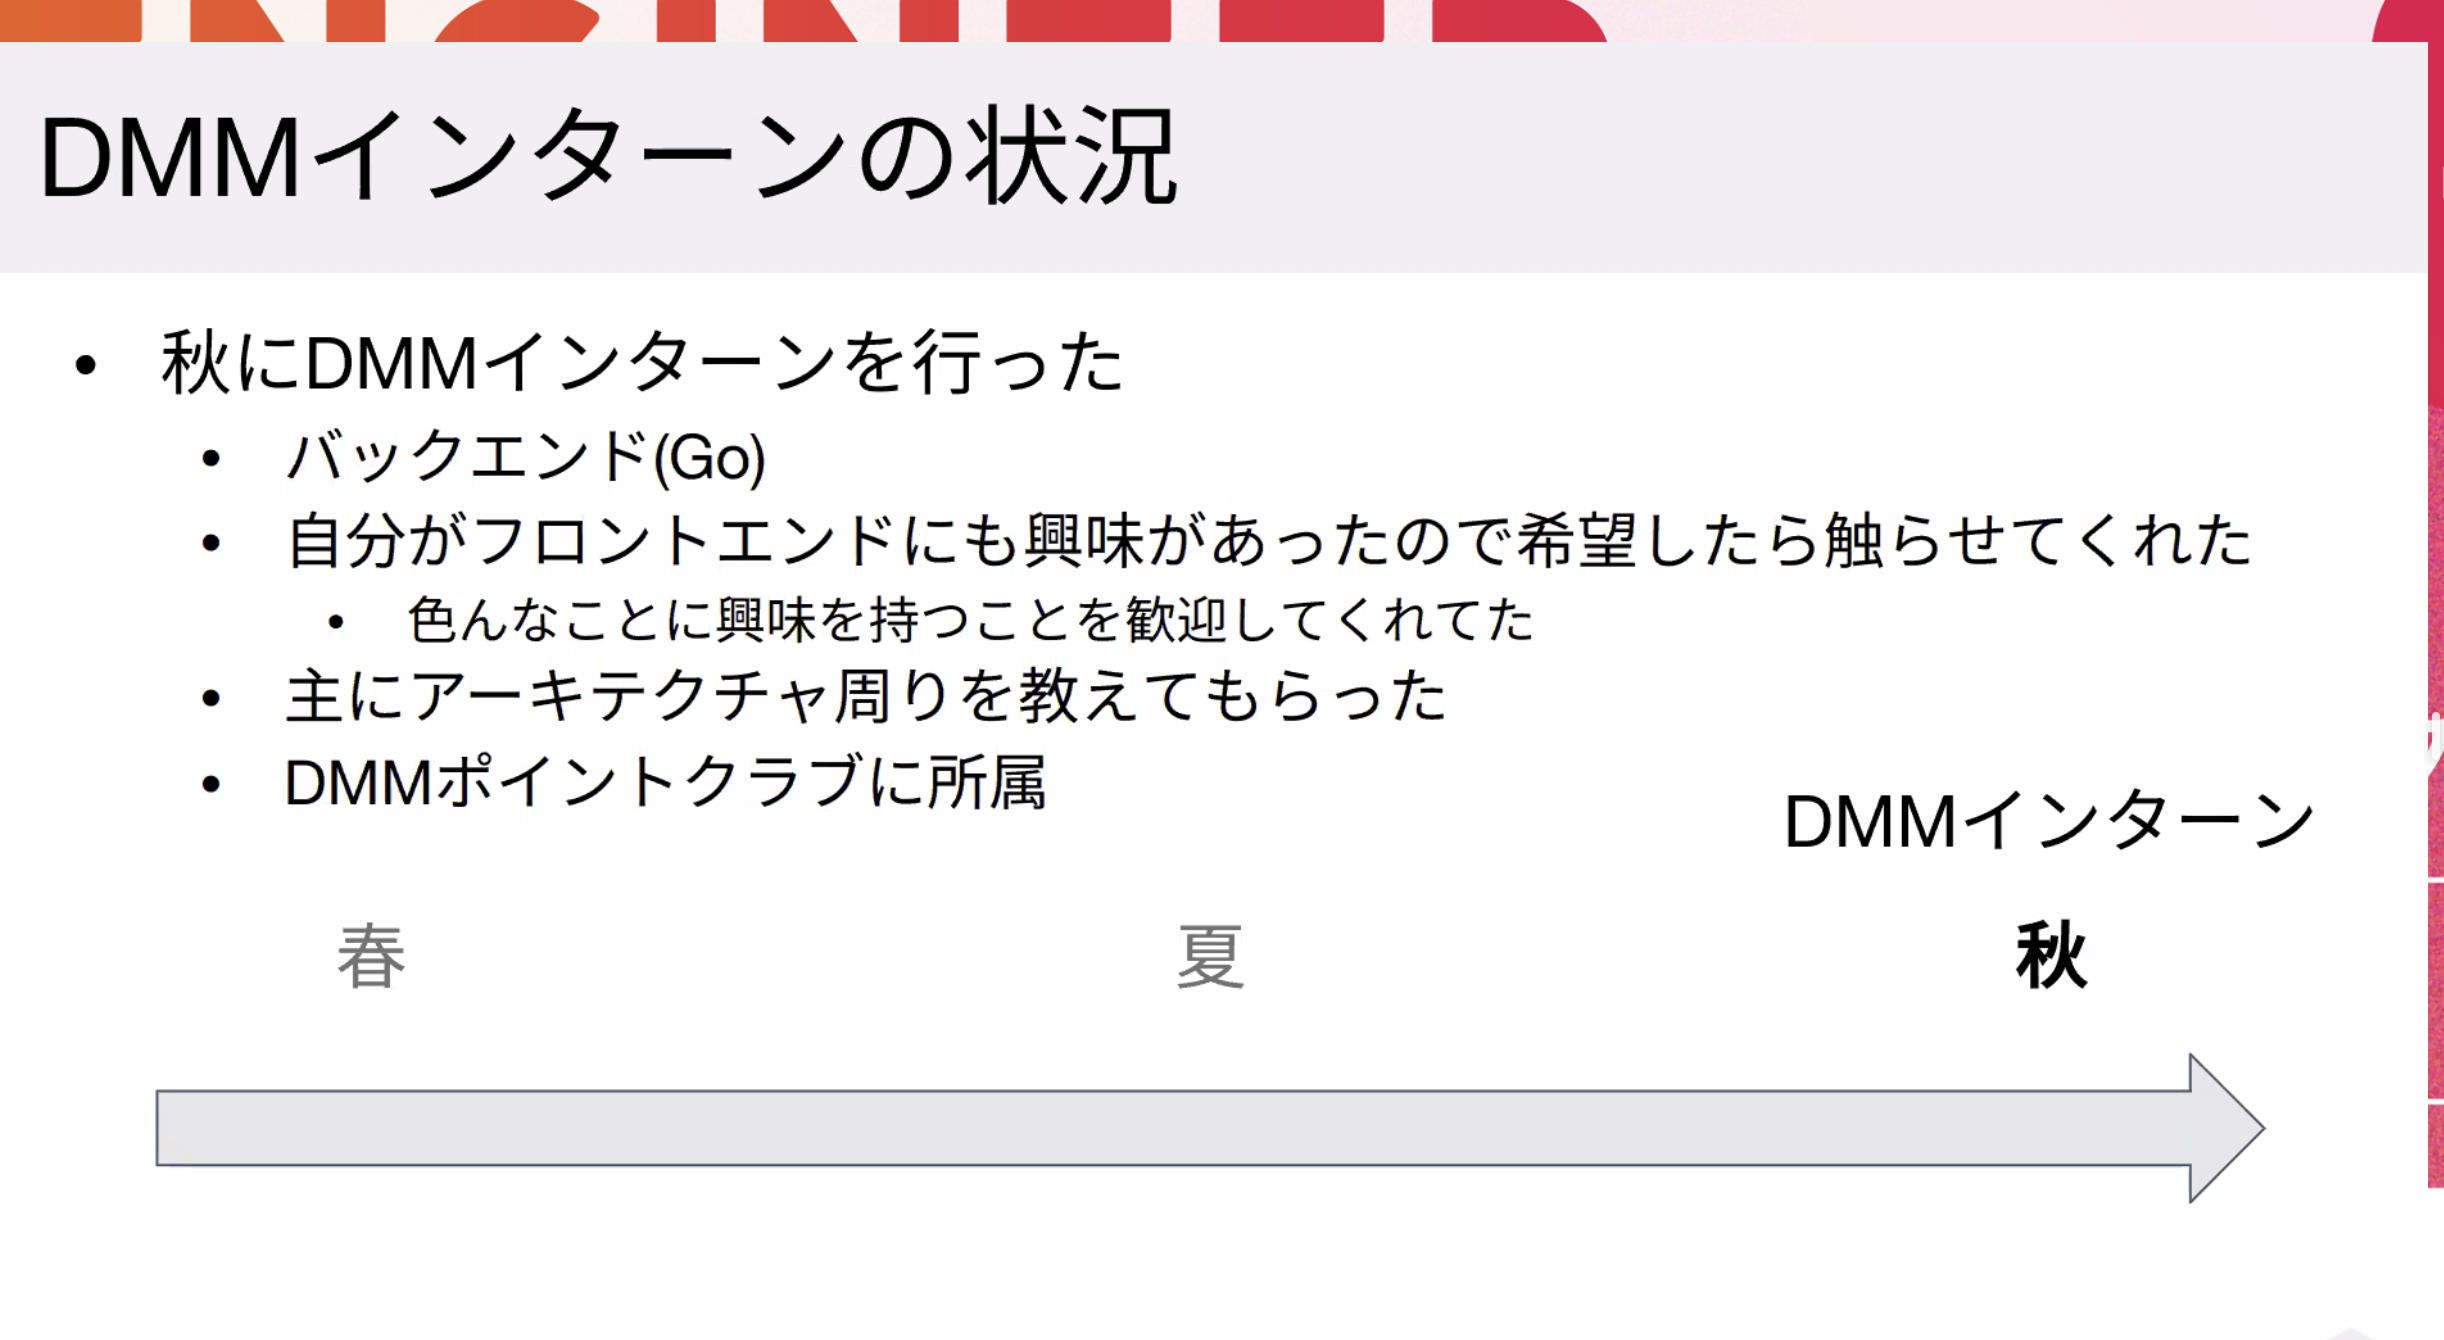 DMMインターンの状況
• 秋にDMMインターンを行った
• バックエンド(Go)
• 自分がフロントエンドにも興味があったので希望したら触らせてくれた
• 色んなことに興味を持つことを歓迎してくれてた
• 主にアーキテクチャ周りを教えてもらった
• DMMポイントクラブに所属
DMMインターン
春 夏 秋